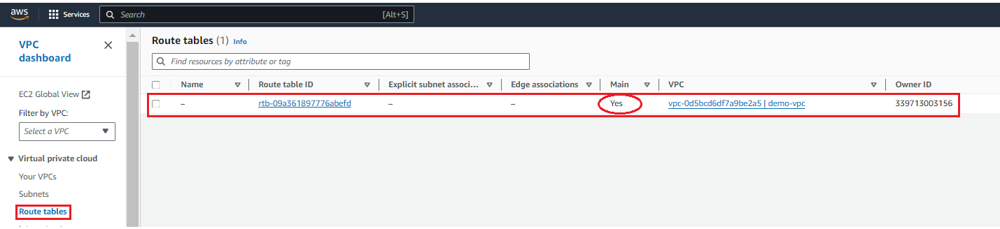 aws Services Search [Alt+S]
VPC dashboard
EC2 Global View
Filter by VPC:
Select a VPC
Virtual private cloud
Your VPCs
Subnets
Route tables
Route tables (1) Info
Find resources by attribute or tag
Name Route table ID Explicit subnet associ... Edge associations Main VPC Owner ID
– rtb-09a361897776abefd – – Yes vpc-0d5bcd6df7a9be2a5 | demo-vpc 339713003156